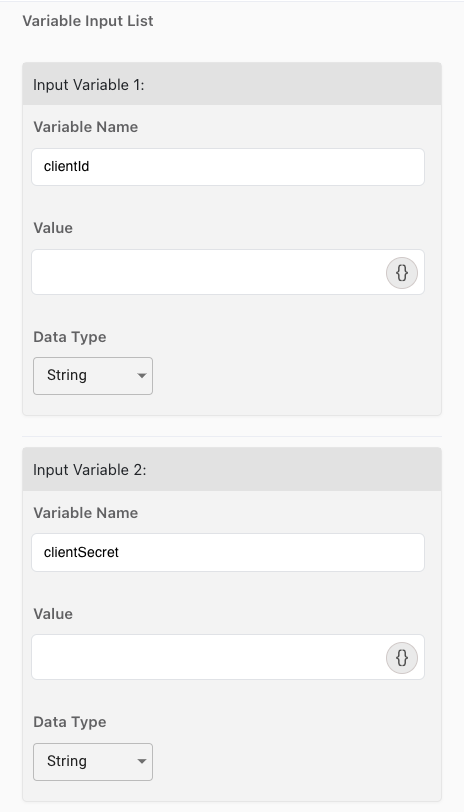 Variable Input List
Input Variable 1:
Variable Name
clientId
Value
{}
Data Type
String
Input Variable 2:
Variable Name
clientSecret
Value
{}
Data Type
String